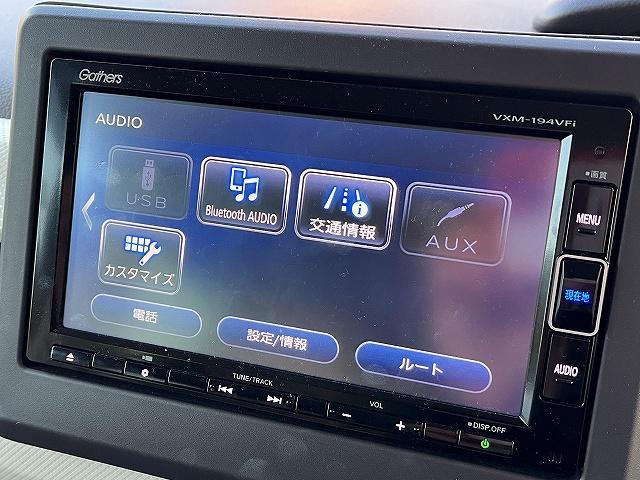 Gathers
VXM-194VFi
AUDIO
画質
USB
Bluetooth AUDIO
交通情報
AUX
MENU
カスタマイズ
現在地
電話
設定/情報
ルート
AUDIO
TUNE/TRACK
VOL
DISP.OFF